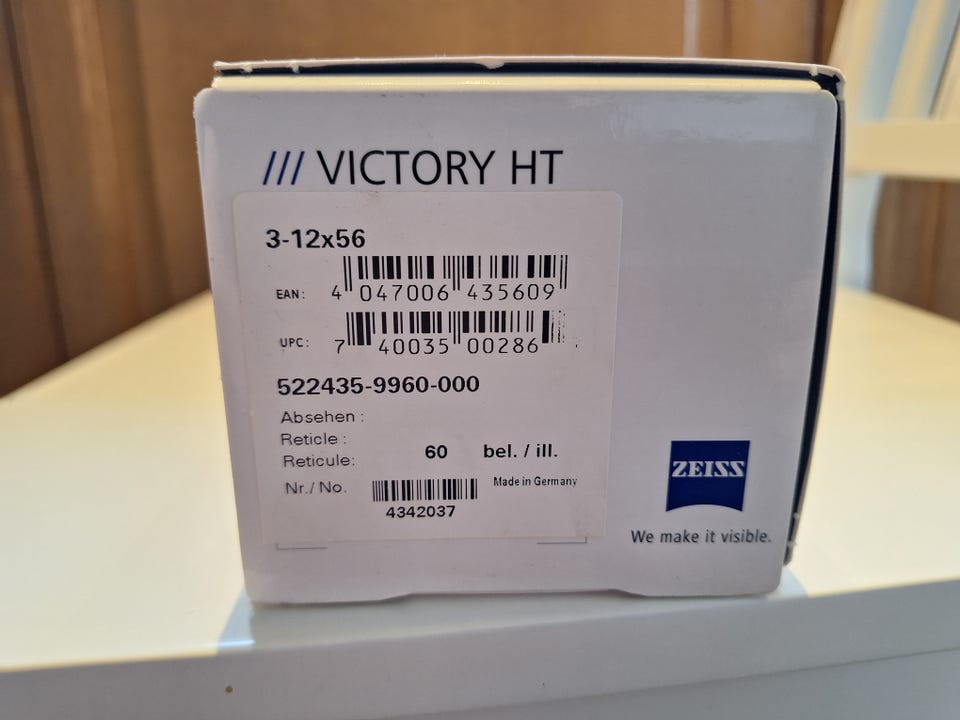 /// VICTORY HT
3-12x56
EAN: 4 047006 435609
UPC: 7 40035 00286
522435-9960-000
Absehen :
Reticle :
Reticule: 60 bel. / ill.
Nr./ No. Made in Germany
4342037
ZEISS
We make it visible.